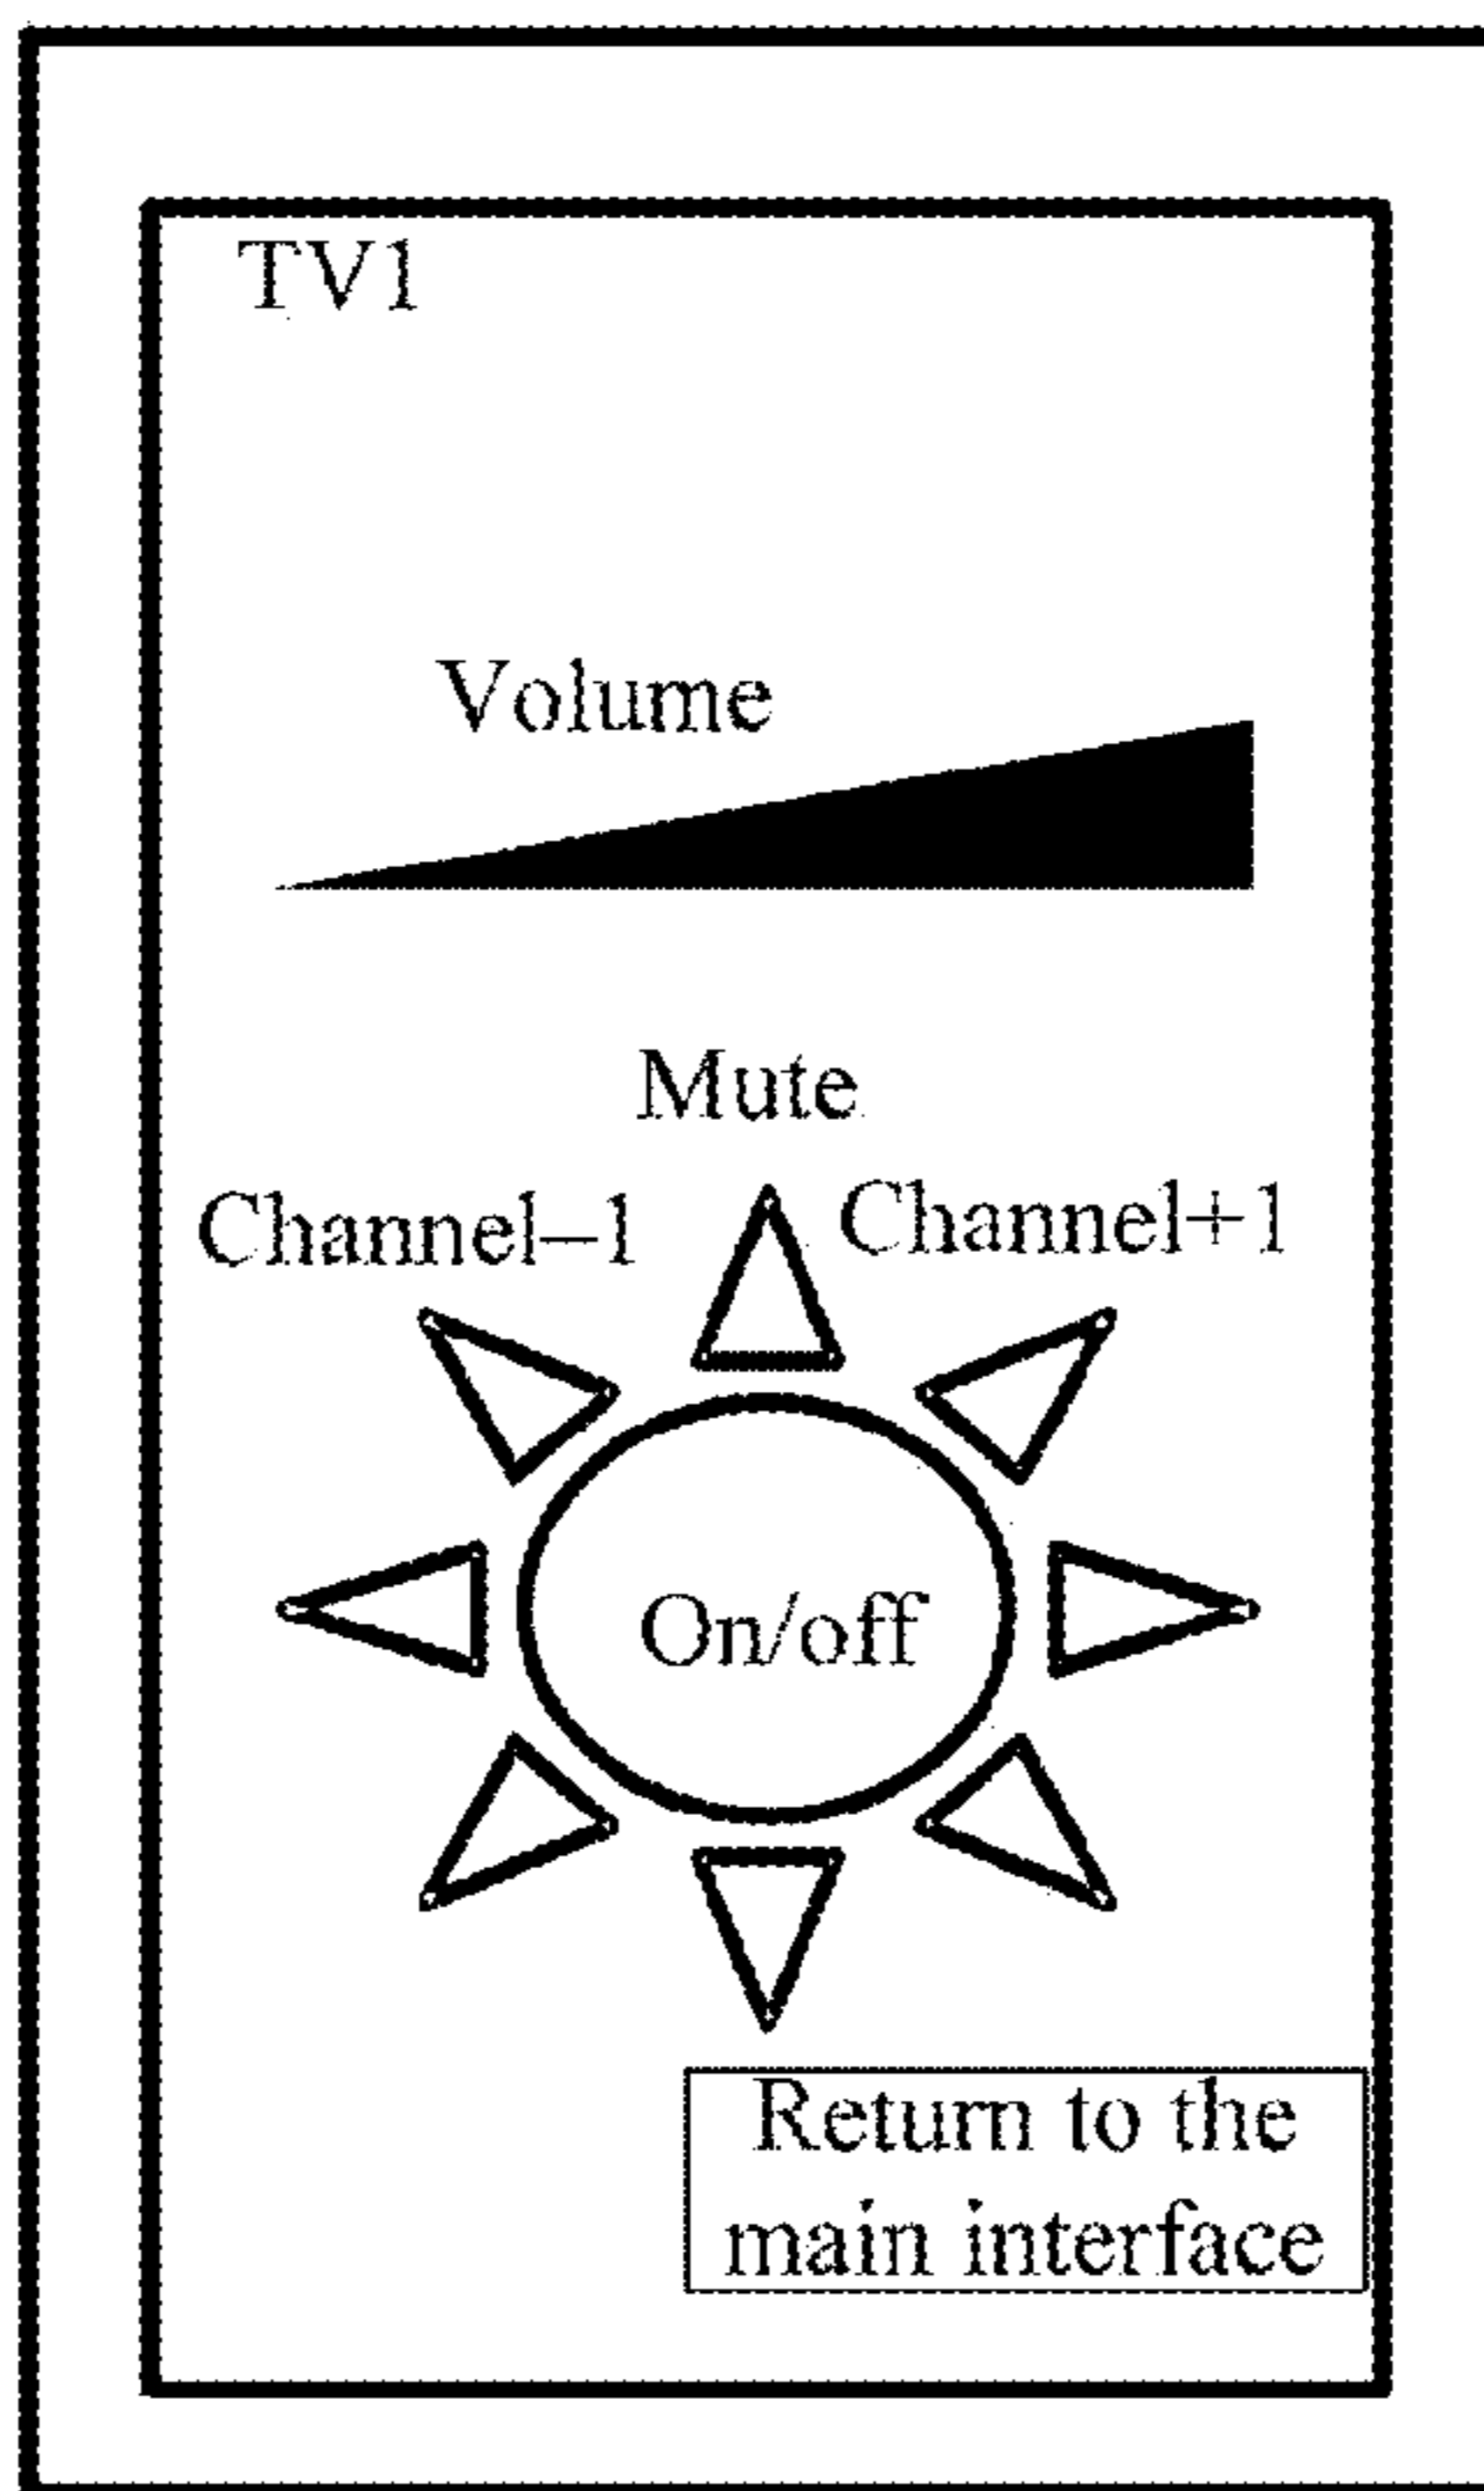 TV1
Volume
Mute
Channel–1
Channel+1
On/off
Return to the
main interface